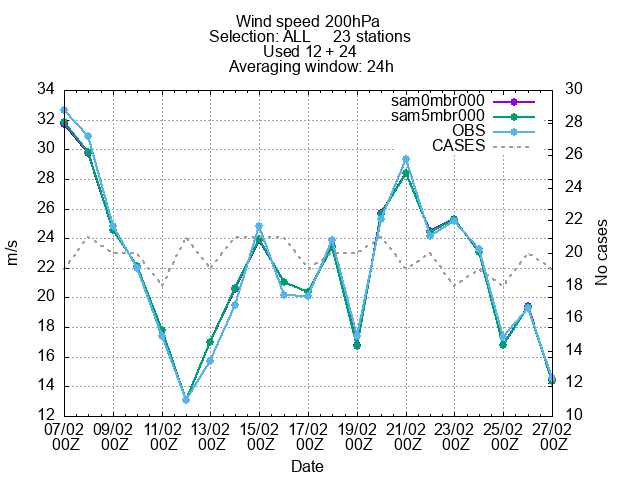 Wind speed 200hPa
Selection: ALL 23 stations
Used 12 + 24
Averaging window: 24h
34 30
32 28
30 26
28 24
26 22
24 20
22 18
20 16
18 14
16 12
14 10
12
sam0mbr000
sam5mbr000
OBS
CASES
m/s
No cases
07/02 09/02 11/02 13/02 15/02 17/02 19/02 21/02 23/02 25/02 27/02
00Z 00Z 00Z 00Z 00Z 00Z 00Z 00Z 00Z 00Z 00Z
Date